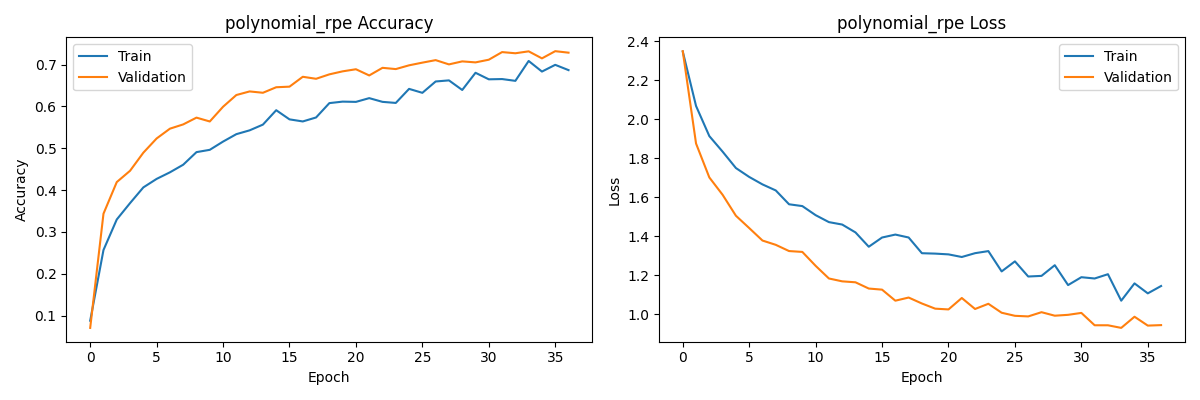 polynomial_rpe Accuracy
Train
Validation
0.7
0.6
0.5
0.4
0.3
0.2
0.1
Accuracy
0 5 10 15 20 25 30 35
Epoch
polynomial_rpe Loss
Train
Validation
2.4
2.2
2.0
1.8
1.6
1.4
1.2
1.0
Loss
0 5 10 15 20 25 30 35
Epoch